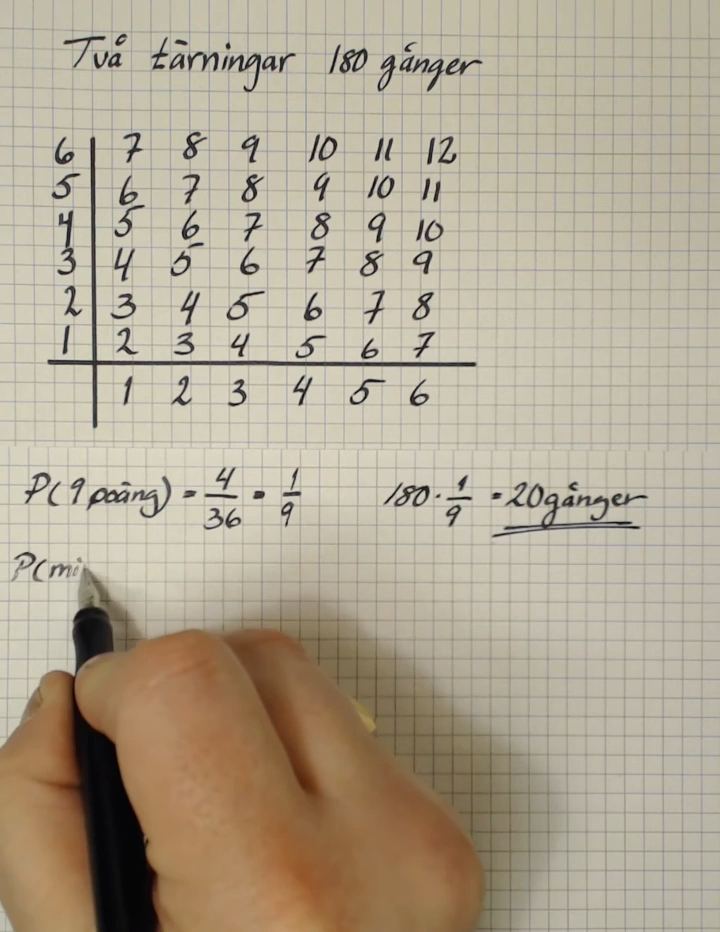 Två tärningar 180 gånger
6 7 8 9 10 11 12
5 6 7 8 9 10 11
4 5 6 7 8 9 10
3 4 5 6 7 8 9
2 3 4 5 6 7 8
1 2 3 4 5 6 7
1 2 3 4 5 6
P(9 poäng) = 4/36 = 1/9 180 · 1/9 = 20 gånger
P(mi